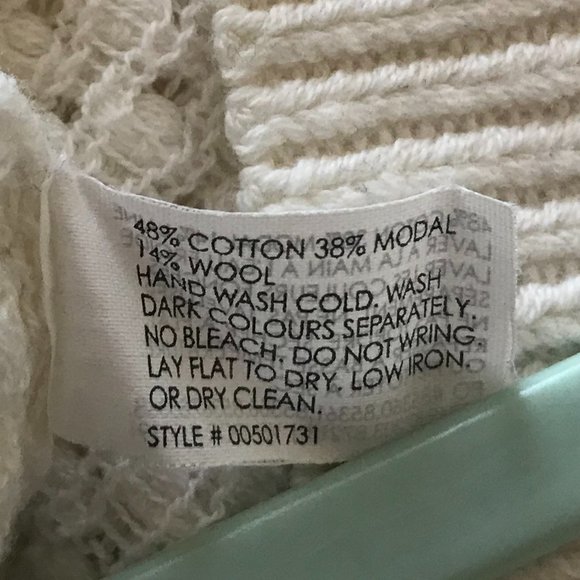 48% COTTON 38% MODAL
14% WOOL
HAND WASH COLD. WASH
DARK COLOURS SEPARATELY.
NO BLEACH. DO NOT WRING.
LAY FLAT TO DRY. LOW IRON.
OR DRY CLEAN.
STYLE # 00501731